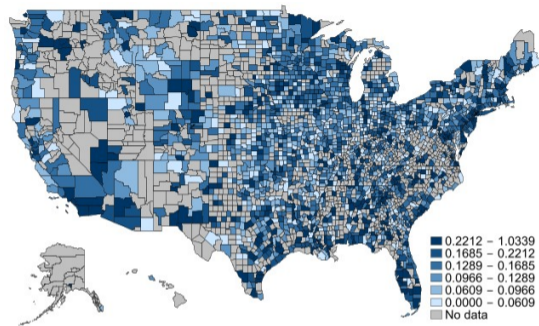 0.2212 – 1.0339
0.1685 – 0.2212
0.1289 – 0.1685
0.0966 – 0.1289
0.0609 – 0.0966
0.0000 – 0.0609
No data